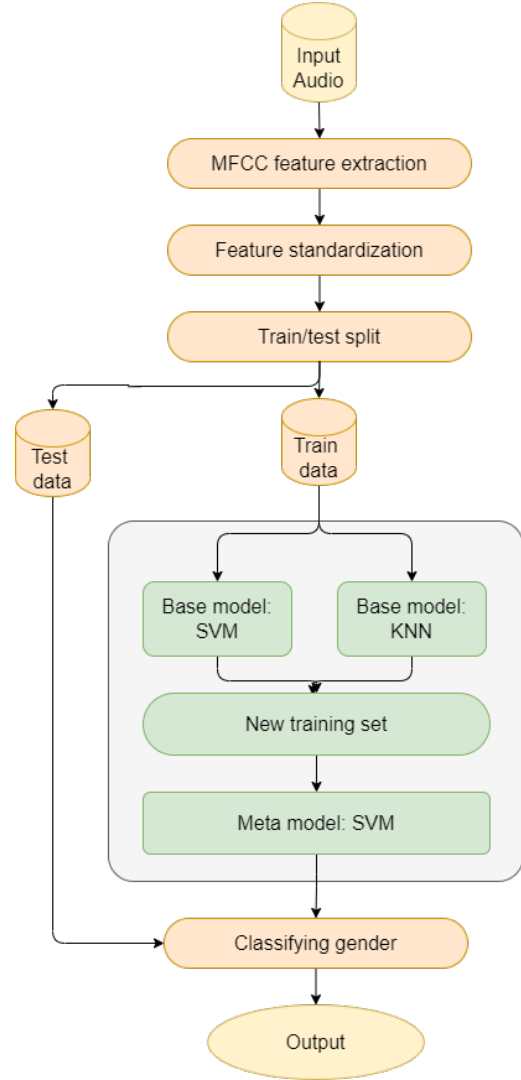 Input
Audio
MFCC feature extraction
Feature standardization
Train/test split
Test
data
Train
data
Base model:
SVM
Base model:
KNN
New training set
Meta model: SVM
Classifying gender
Output